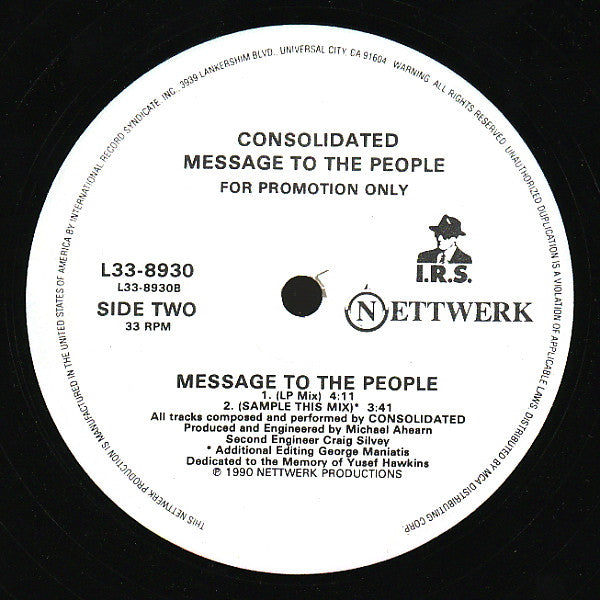 THIS NETTWERK PRODUCTION IS MANUFACTURED IN THE UNITED STATES OF AMERICA BY INTERNATIONAL RECORD SYNDICATE, INC., 3939 LANKERSHIM BLVD., UNIVERSAL CITY, CA 91604. WARNING: ALL RIGHTS RESERVED. UNAUTHORIZED DUPLICATION IS A VIOLATION OF APPLICABLE LAWS. DISTRIBUTED BY MCA DISTRIBUTING CORP.
CONSOLIDATED
MESSAGE TO THE PEOPLE
FOR PROMOTION ONLY
L33-8930
L33-8930B
SIDE TWO
33 RPM
I.R.S.
NETTWERK
MESSAGE TO THE PEOPLE
1. (LP Mix) 4:11
2. (SAMPLE THIS MIX)* 3:41
All tracks composed and performed by CONSOLIDATED
Produced and Engineered by Michael Ahearn
Second Engineer Craig Silvey
* Additional Editing George Maniatis
Dedicated to the Memory of Yusef Hawkins
℗ 1990 NETTWERK PRODUCTIONS